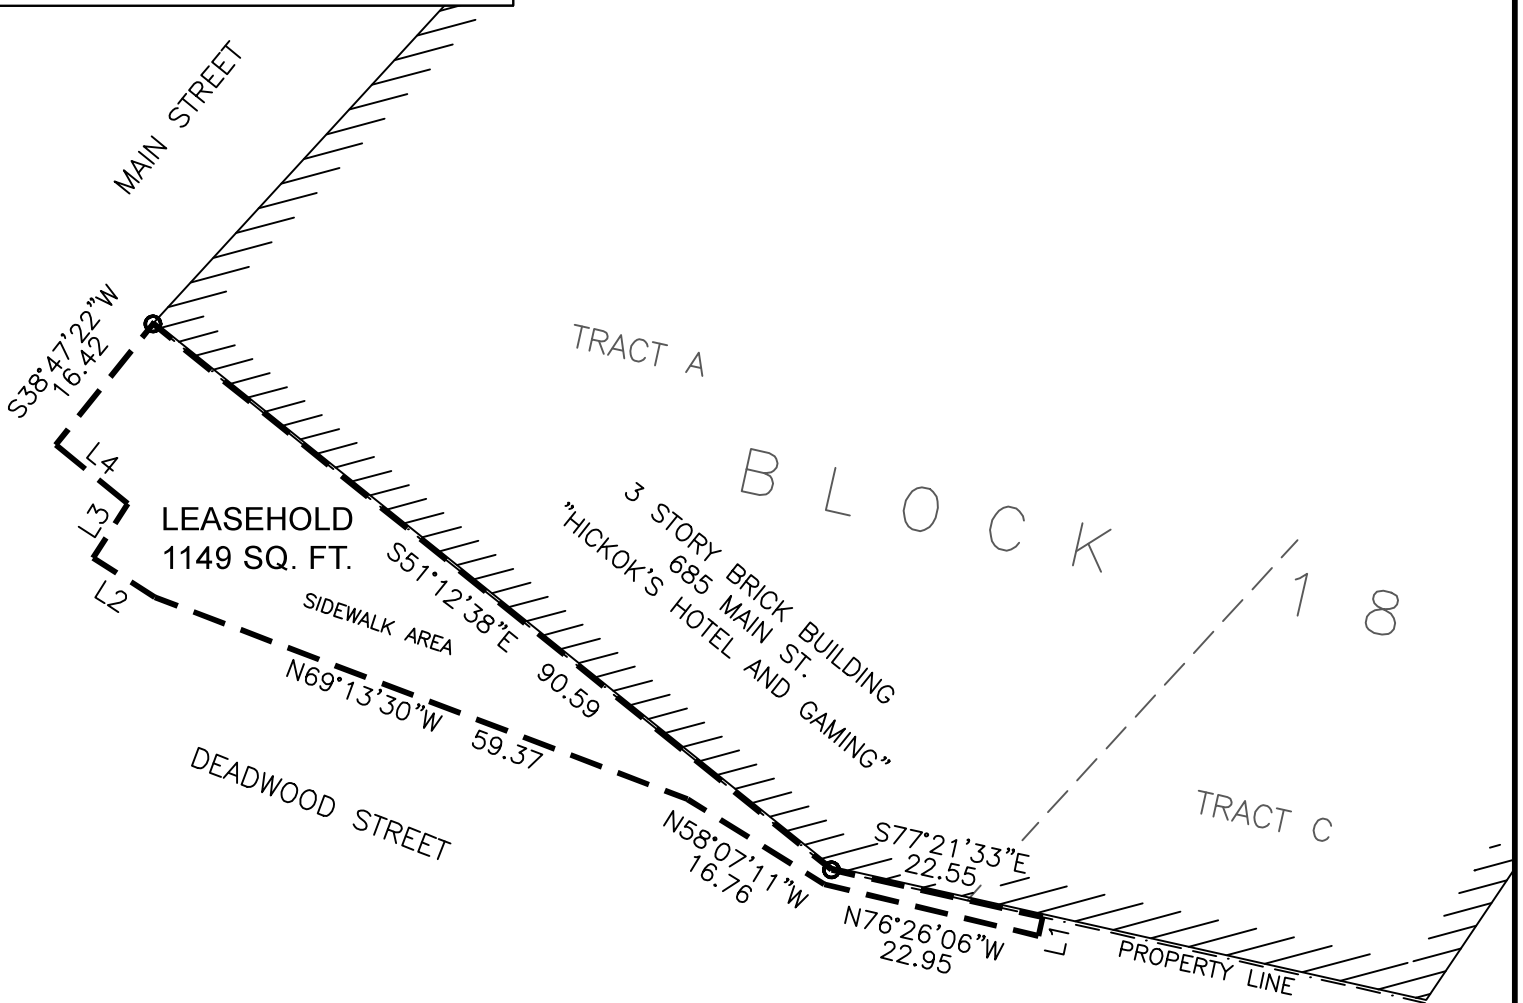 MAIN STREET
S38°47'22"W
16.42
L4
L3
L2
LEASEHOLD
1149 SQ. FT.
SIDEWALK AREA
S51°12'38"E 90.59
N69°13'30"W 59.37
DEADWOOD STREET
TRACT A
BLOCK 18
3 STORY BRICK BUILDING
685 MAIN ST.
"HICKOK'S HOTEL AND GAMING"
TRACT C
S77°21'33"E
22.55
N58°07'11"W
16.76
N76°26'06"W
22.95
L1
PROPERTY LINE